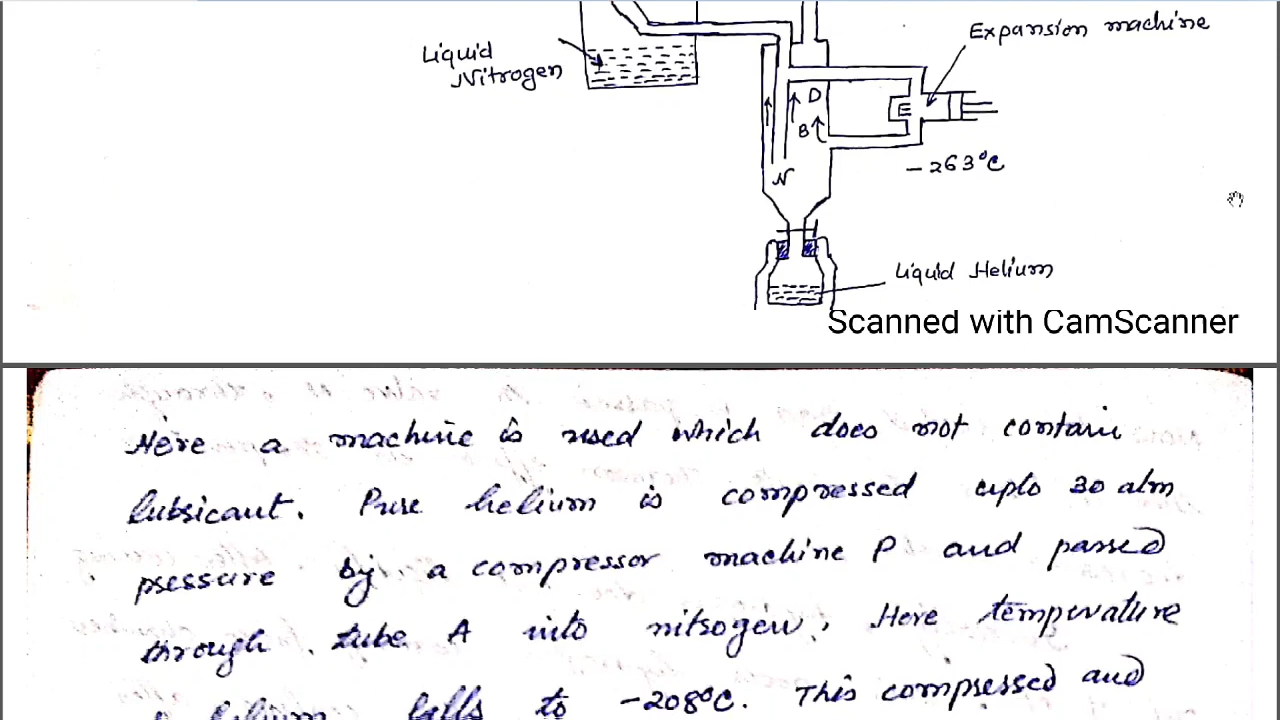 Expansion machine
Liquid
Nitrogen
D
E
B
-263°C
N
Liquid Helium
Scanned with CamScanner
Here a machine is used which does not contain
lubricant. Pure helium is compressed upto 30 atm
pressure by a compressor machine P and passed
through tube A into nitrogen. Here temperature
helium falls to -208°C. This compressed and